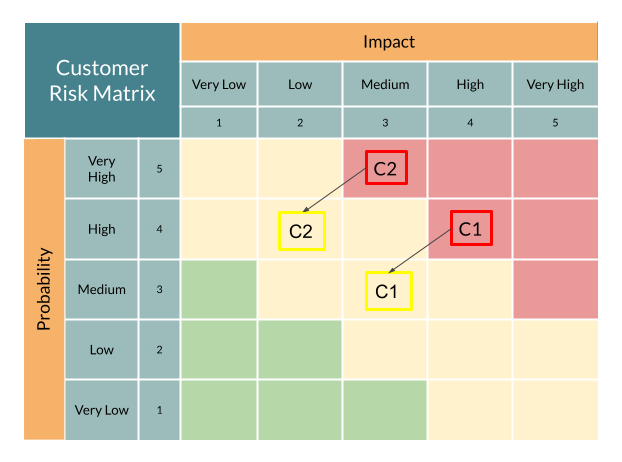 Customer
Risk Matrix
Impact
Very Low
Low
Medium
High
Very High
1
2
3
4
5
Probability
Very
High
5
C2
High
4
C2
C1
Medium
3
C1
Low
2
Very Low
1